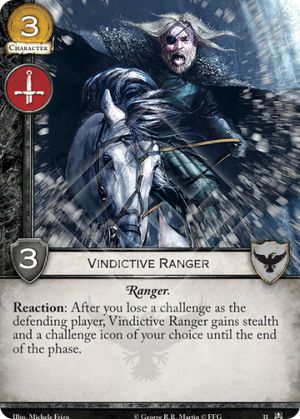 3
CHARACTER
3
VINDICTIVE RANGER
Ranger.
Reaction: After you lose a challenge as the
defending player, Vindictive Ranger gains stealth
and a challenge icon of your choice until the end
of the phase.
Illus. Michele Frigo
© George R.R. Martin © FFG